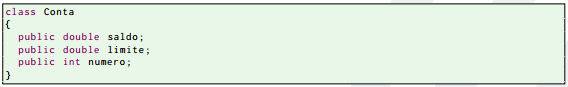 class Conta
{
  public double saldo;
  public double limite;
  public int numero;
}